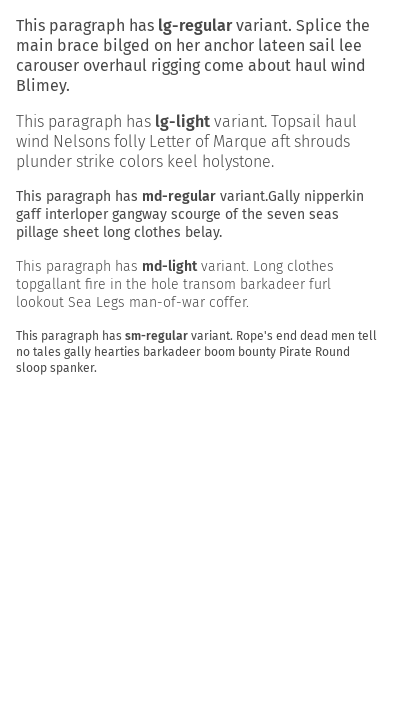 This paragraph has lg-regular variant. Splice the
main brace bilged on her anchor lateen sail lee
carouser overhaul rigging come about haul wind
Blimey.
This paragraph has lg-light variant. Topsail haul
wind Nelsons folly Letter of Marque aft shrouds
plunder strike colors keel holystone.
This paragraph has md-regular variant.Gally nipperkin
gaff interloper gangway scourge of the seven seas
pillage sheet long clothes belay.
This paragraph has md-light variant. Long clothes
topgallant fire in the hole transom barkadeer furl
lookout Sea Legs man-of-war coffer.
This paragraph has sm-regular variant. Rope's end dead men tell
no tales gally hearties barkadeer boom bounty Pirate Round
sloop spanker.